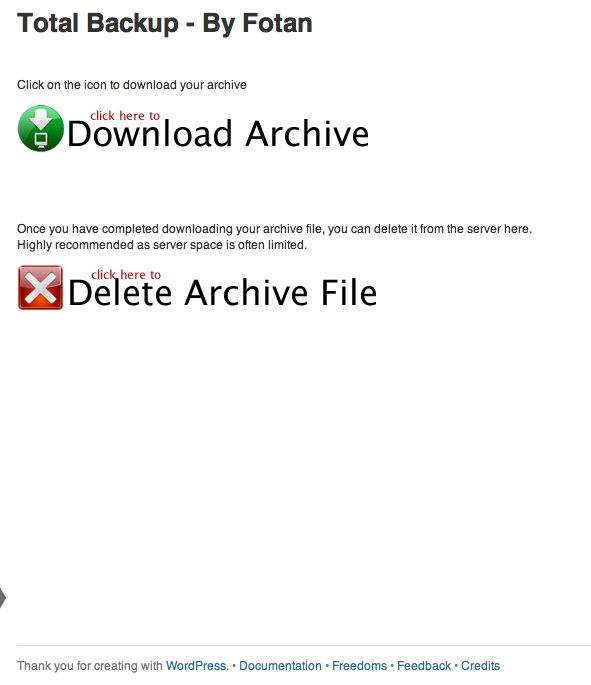 Total Backup - By Fotan
Click on the icon to download your archive
click here to
Download Archive
Once you have completed downloading your archive file, you can delete it from the server here.
Highly recommended as server space is often limited.
click here to
Delete Archive File
Thank you for creating with WordPress. • Documentation • Freedoms • Feedback • Credits